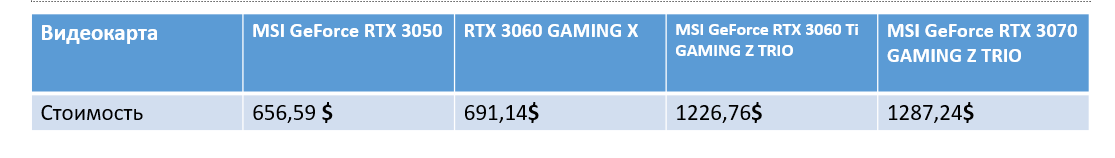 Видеокарта MSI GeForce RTX 3050 RTX 3060 GAMING X MSI GeForce RTX 3060 Ti GAMING Z TRIO MSI GeForce RTX 3070 GAMING Z TRIO
Стоимость 656,59 $ 691,14$ 1226,76$ 1287,24$